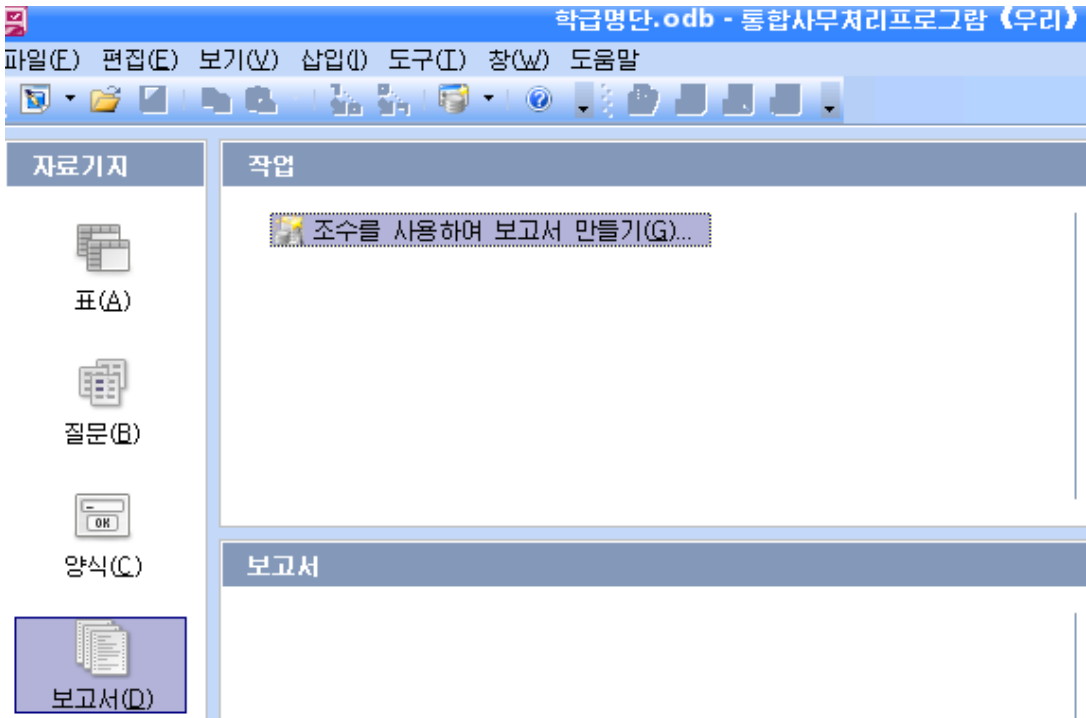 학급명단.odb - 통합사무처리프로그람 《우리》
파일(F) 편집(E) 보기(V) 삽입(I) 도구(T) 창(W) 도움말
자료기지
작업
조수를 사용하여 보고서 만들기(G)...
표(A)
질문(B)
OK
양식(C)
보고서
보고서(D)